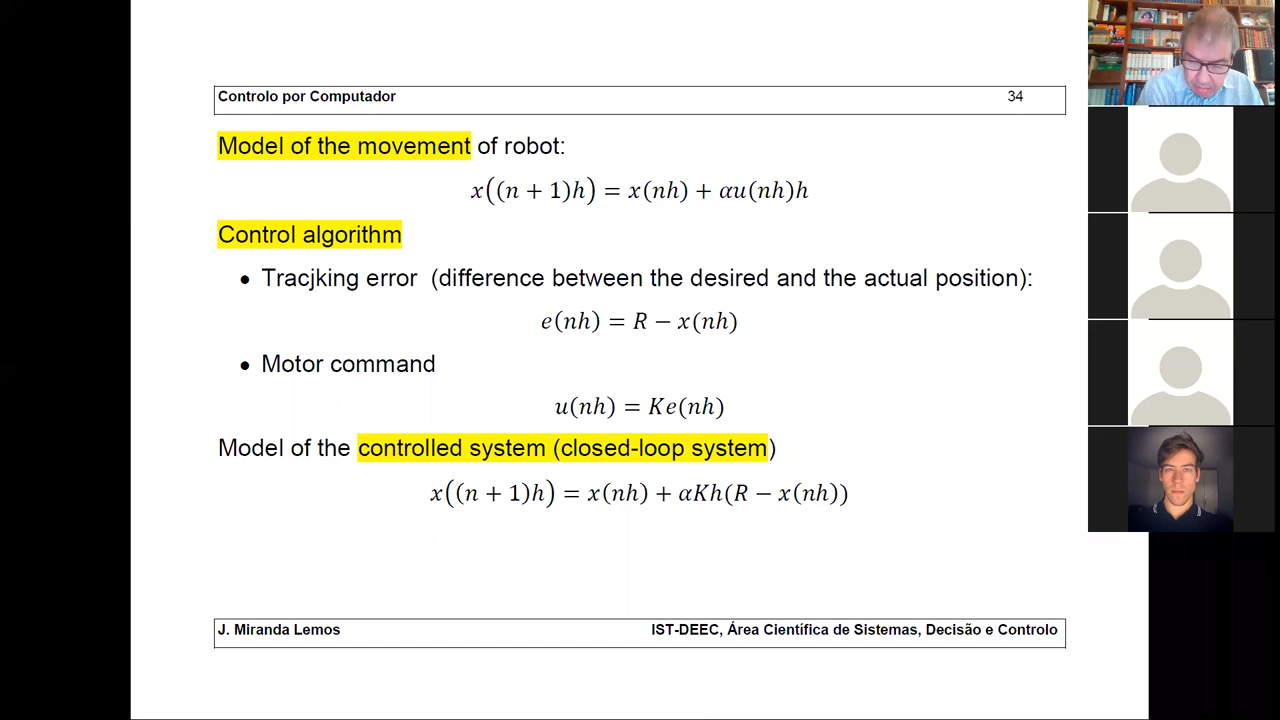 Controlo por Computador 34
Model of the movement of robot:
𝑥((𝑛 + 1)ℎ) = 𝑥(𝑛ℎ) + 𝛼𝑢(𝑛ℎ)ℎ
Control algorithm
• Tracjking error (difference between the desired and the actual position):
𝑒(𝑛ℎ) = 𝑅 − 𝑥(𝑛ℎ)
• Motor command
𝑢(𝑛ℎ) = 𝐾𝑒(𝑛ℎ)
Model of the controlled system (closed-loop system)
𝑥((𝑛 + 1)ℎ) = 𝑥(𝑛ℎ) + 𝛼𝐾ℎ(𝑅 − 𝑥(𝑛ℎ))
J. Miranda Lemos IST-DEEC, Área Científica de Sistemas, Decisão e Controlo